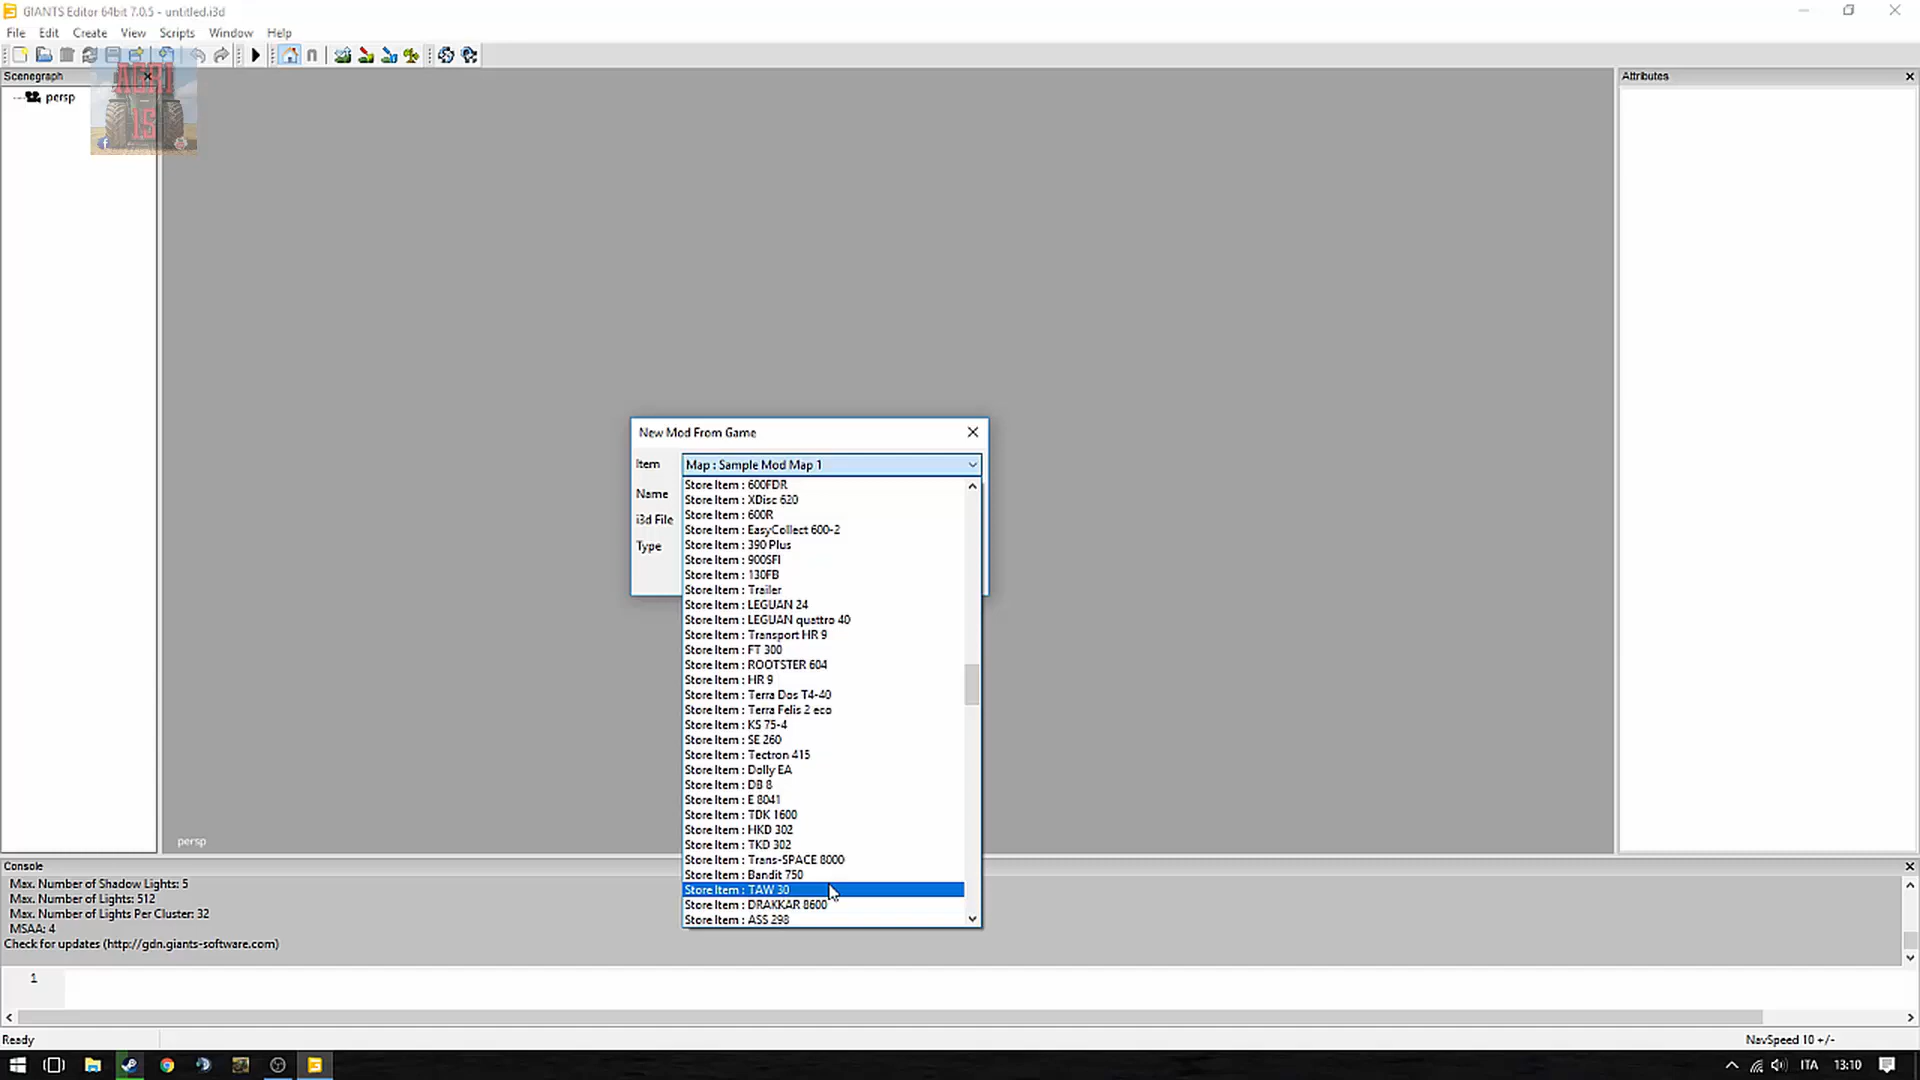 GIANTS Editor 64bit 7.0.5 - untitled.i3d
File Edit Create View Scripts Window Help
Scenegraph
persp
AGRI
15
Attributes
New Mod From Game
Item
Map : Sample Mod Map 1
Name
i3d File
Type
Store Item : 600FDR
Store Item : XDisc 620
Store Item : 600R
Store Item : EasyCollect 600-2
Store Item : 390 Plus
Store Item : 900SFI
Store Item : 130FB
Store Item : Trailer
Store Item : LEGUAN 24
Store Item : LEGUAN quattro 40
Store Item : Transport HR 9
Store Item : FT 300
Store Item : ROOTSTER 604
Store Item : HR 9
Store Item : Terra Dos T4-40
Store Item : Terra Felis 2 eco
Store Item : KS 75-4
Store Item : SE 260
Store Item : Tectron 415
Store Item : Dolly EA
Store Item : DB 8
Store Item : E 8041
Store Item : TDK 1600
Store Item : HKD 302
Store Item : TKD 302
Store Item : Trans-SPACE 8000
Store Item : Bandit 750
Store Item : TAW 30
Store Item : DRAKKAR 8600
Store Item : ASS 298
persp
Console
Max. Number of Shadow Lights: 5
Max. Number of Lights: 512
Max. Number of Lights Per Cluster: 32
MSAA: 4
Check for updates (http://gdn.giants-software.com)
1
Ready
NavSpeed 10 +/-
ITA
13:10